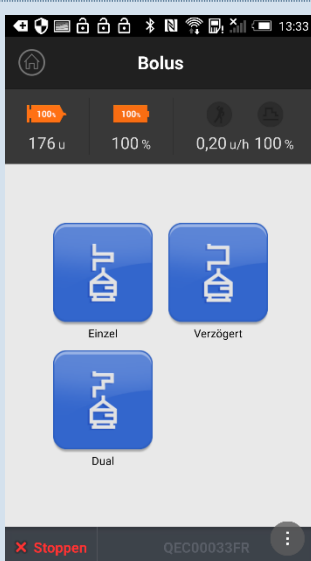 13:33
Bolus
100% 100%
176 u 100 % 0,20 u/h 100 %
Einzel Verzögert
Dual
Stoppen QEC00033FR